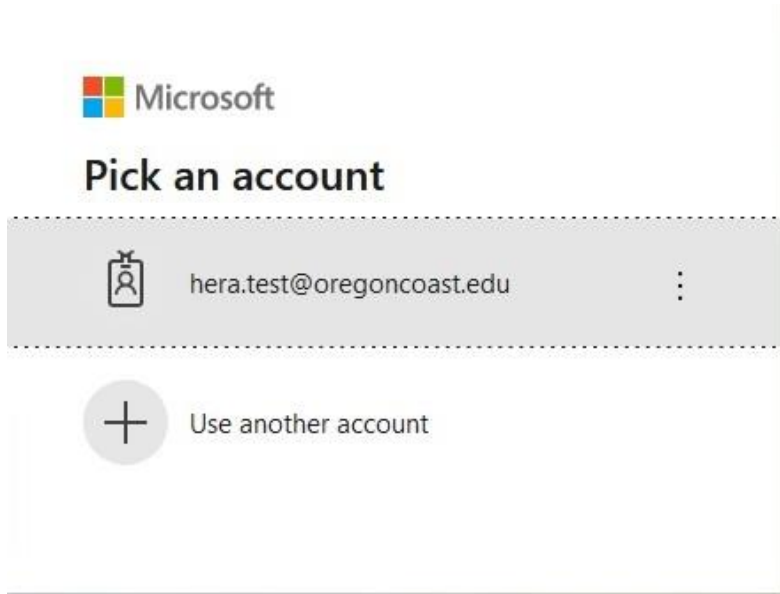 Microsoft
Pick an account
hera.test@oregoncoast.edu
Use another account